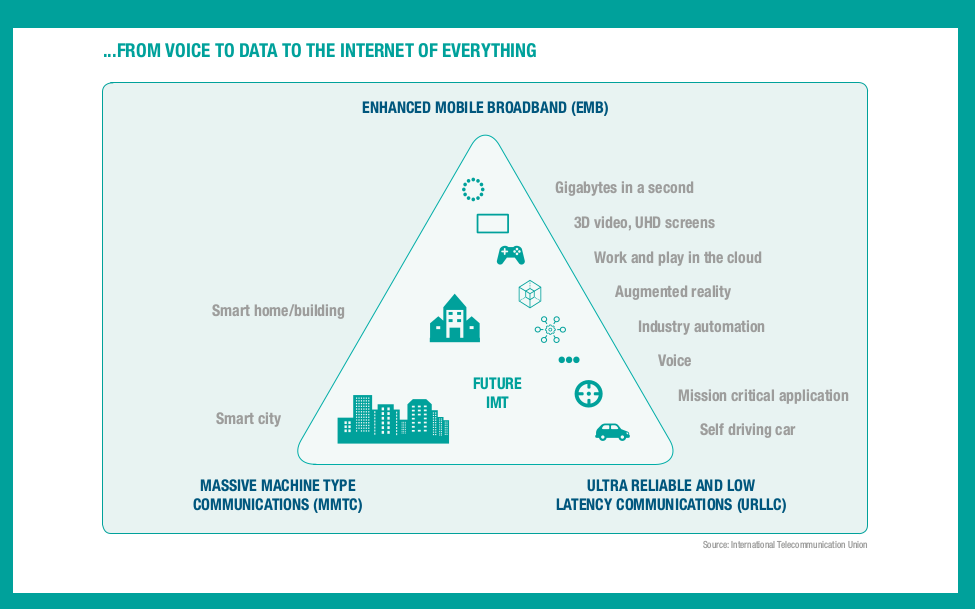 ...FROM VOICE TO DATA TO THE INTERNET OF EVERYTHING
ENHANCED MOBILE BROADBAND (EMB)
Gigabytes in a second
3D video, UHD screens
Work and play in the cloud
Augmented reality
Smart home/building
Industry automation
Voice
FUTURE
IMT
Mission critical application
Smart city
Self driving car
MASSIVE MACHINE TYPE
COMMUNICATIONS (MMTC)
ULTRA RELIABLE AND LOW
LATENCY COMMUNICATIONS (URLLC)
Source: International Telecommunication Union